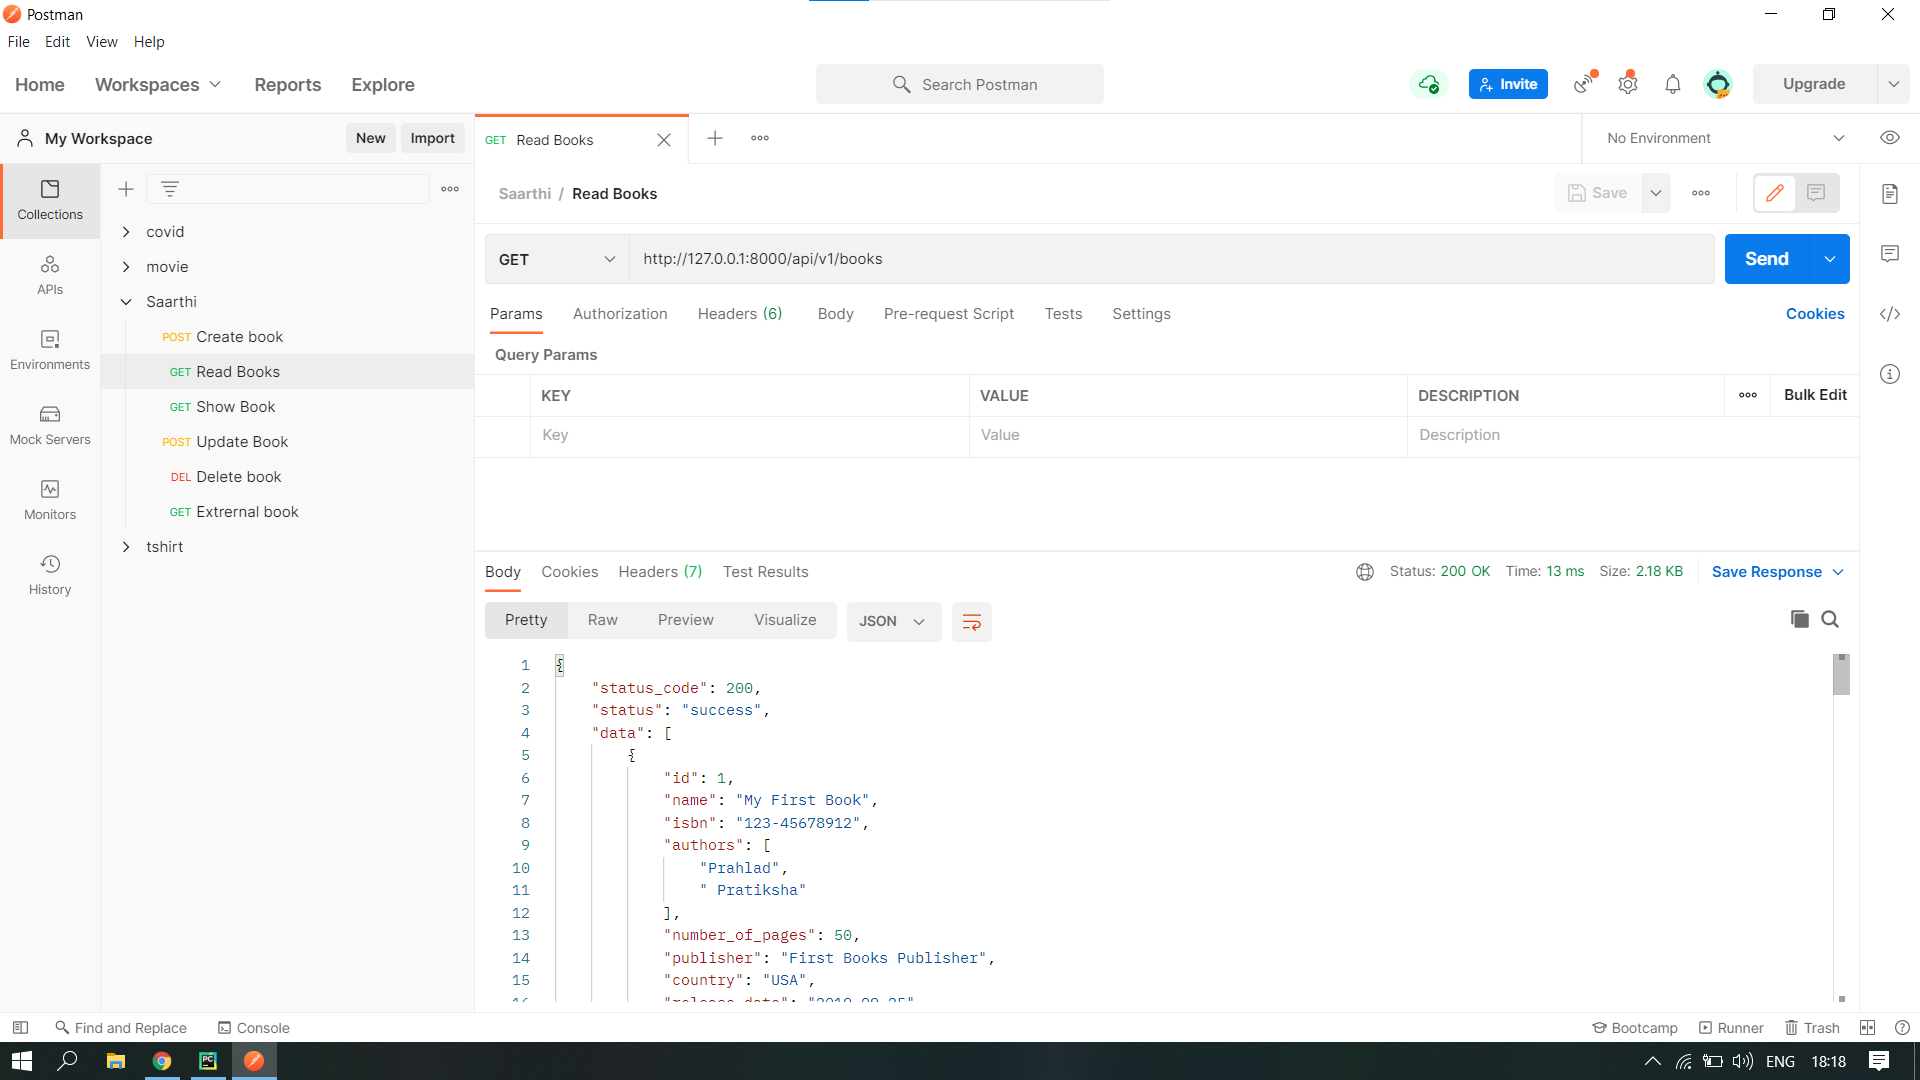 Postman
File Edit View Help
Home Workspaces Reports Explore
Search Postman
Invite
Upgrade
My Workspace
New Import
GET Read Books
No Environment
Collections
APIs
Environments
Mock Servers
Monitors
History
covid
movie
Saarthi
POST Create book
GET Read Books
GET Show Book
POST Update Book
DEL Delete book
GET Extrernal book
tshirt
Saarthi / Read Books
Save
GET http://127.0.0.1:8000/api/v1/books
Send
Params Authorization Headers (6) Body Pre-request Script Tests Settings Cookies
Query Params
KEY VALUE DESCRIPTION Bulk Edit
Key Value Description
Body Cookies Headers (7) Test Results Status: 200 OK Time: 13 ms Size: 2.18 KB Save Response
Pretty Raw Preview Visualize JSON
1 {
2 "status_code": 200,
3 "status": "success",
4 "data": [
5 {
6 "id": 1,
7 "name": "My First Book",
8 "isbn": "123-45678912",
9 "authors": [
10 "Prahlad",
11 " Pratiksha"
12 ],
13 "number_of_pages": 50,
14 "publisher": "First Books Publisher",
15 "country": "USA",
Find and Replace Console Bootcamp Runner Trash
PC ENG 18:18